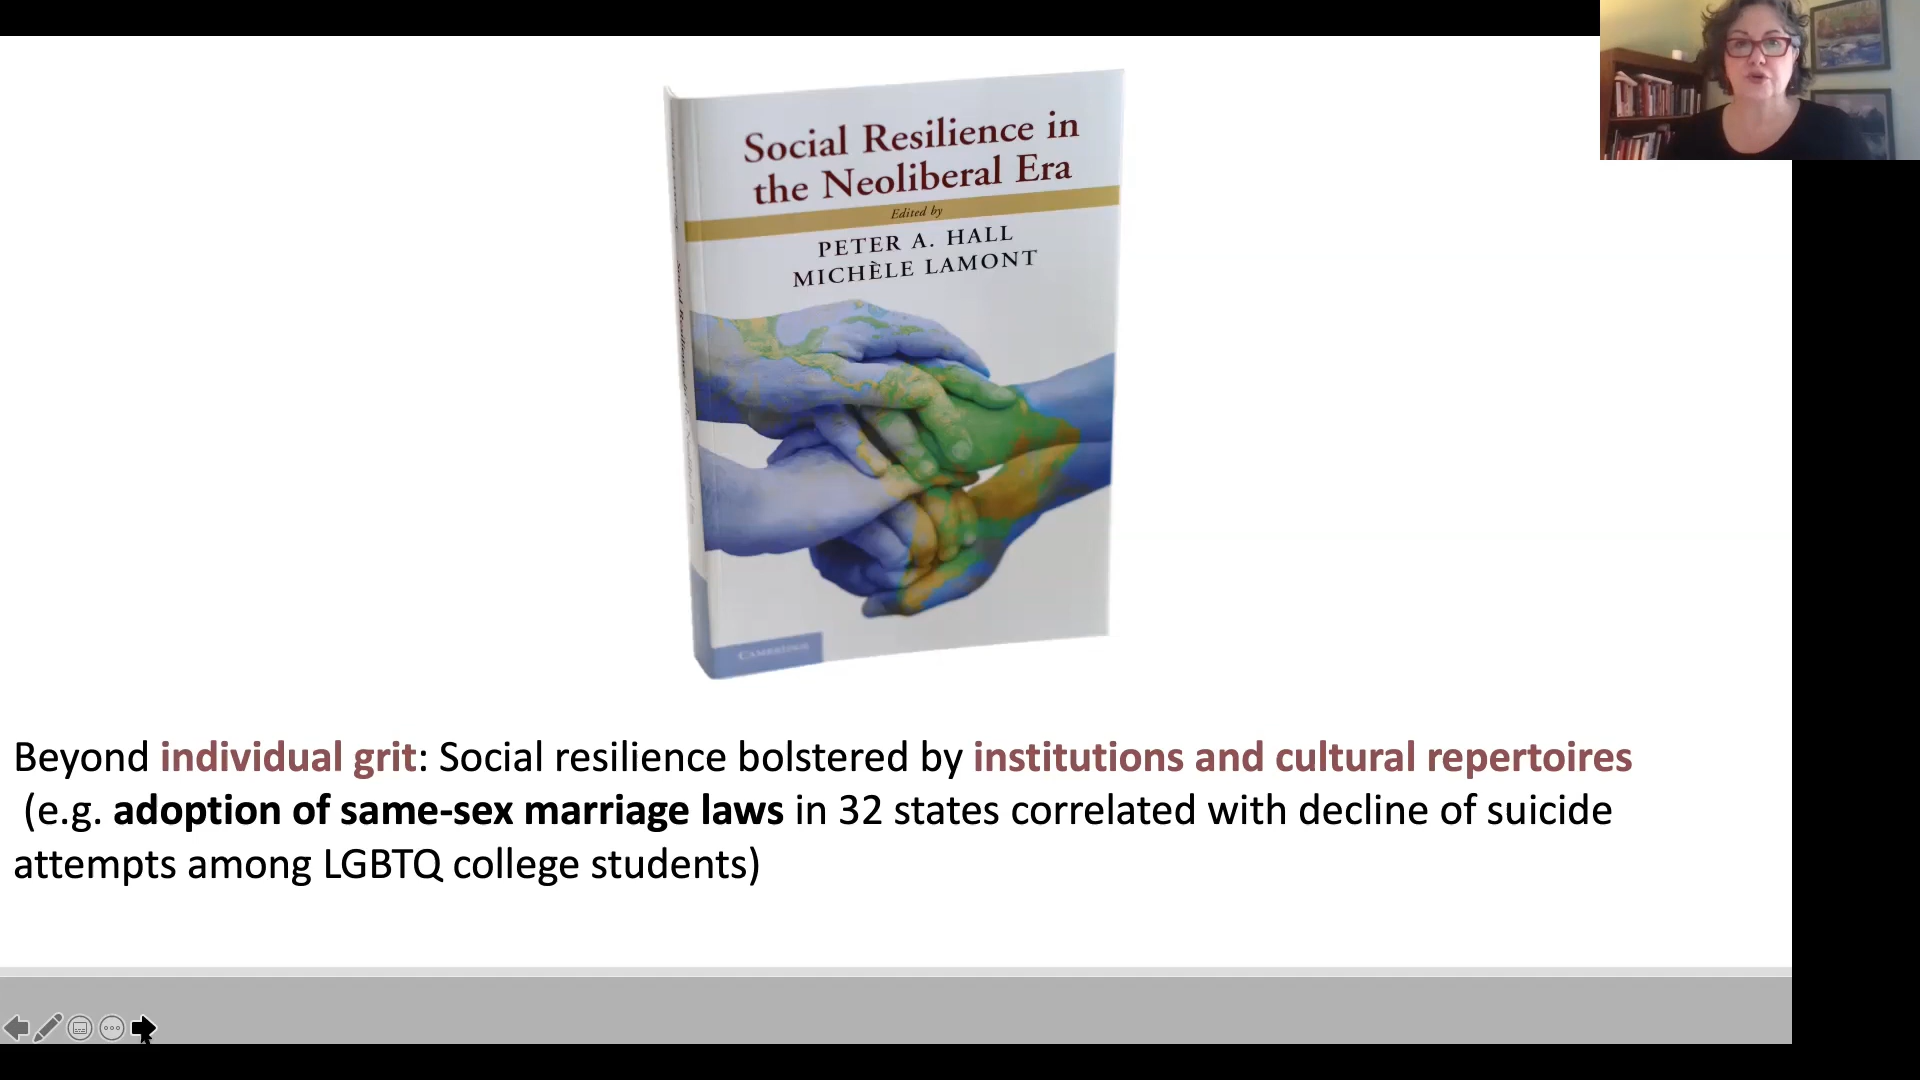 Social Resilience in
the Neoliberal Era
Edited by
PETER A. HALL
MICHÈLE LAMONT
CAMBRIDGE
Beyond individual grit: Social resilience bolstered by institutions and cultural repertoires
(e.g. adoption of same-sex marriage laws in 32 states correlated with decline of suicide
attempts among LGBTQ college students)